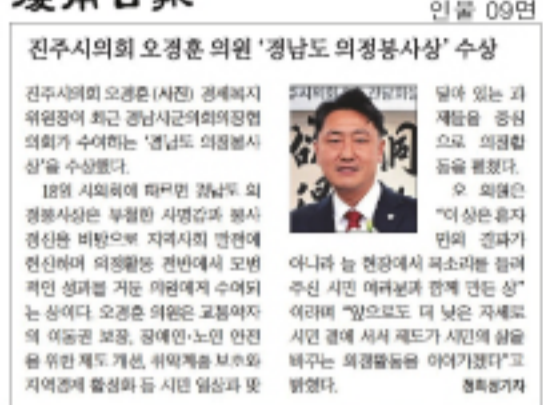 인물 09면
진주시의회 오경훈 의원 ‘경남도 의정봉사상’ 수상
진주시의회 오경훈(사진) 경제복지
위원장이 최근 경남시군의회의장협
의회가 수여하는 ‘경남도 의정봉사
상’을 수상했다.
18일 시의회에 따르면 경남도 의
정봉사상은 투철한 사명감과 봉사
정신을 바탕으로 지역사회 발전에
헌신하며 의정활동 전반에서 모범
적인 성과를 거둔 의원에게 수여되
는 상이다. 오경훈 의원은 교통약자
의 이동권 보장, 장애인·노인 안전
을 위한 제도 개선, 취약계층 보호와
지역경제 활성화 등 시민 일상과 맞
닿아 있는 과
제들을 중심
으로 의정활
동을 펼쳤다.
오 의원은
“이 상은 혼자
만의 결과가
아니라 늘 현장에서 목소리를 들려
주신 시민 여러분과 함께 만든 상”
이라며 “앞으로도 더 낮은 자세로
시민 곁에 서서 제도가 시민의 삶을
바꾸는 의정활동을 이어가겠다”고
밝혔다.
정희성기자